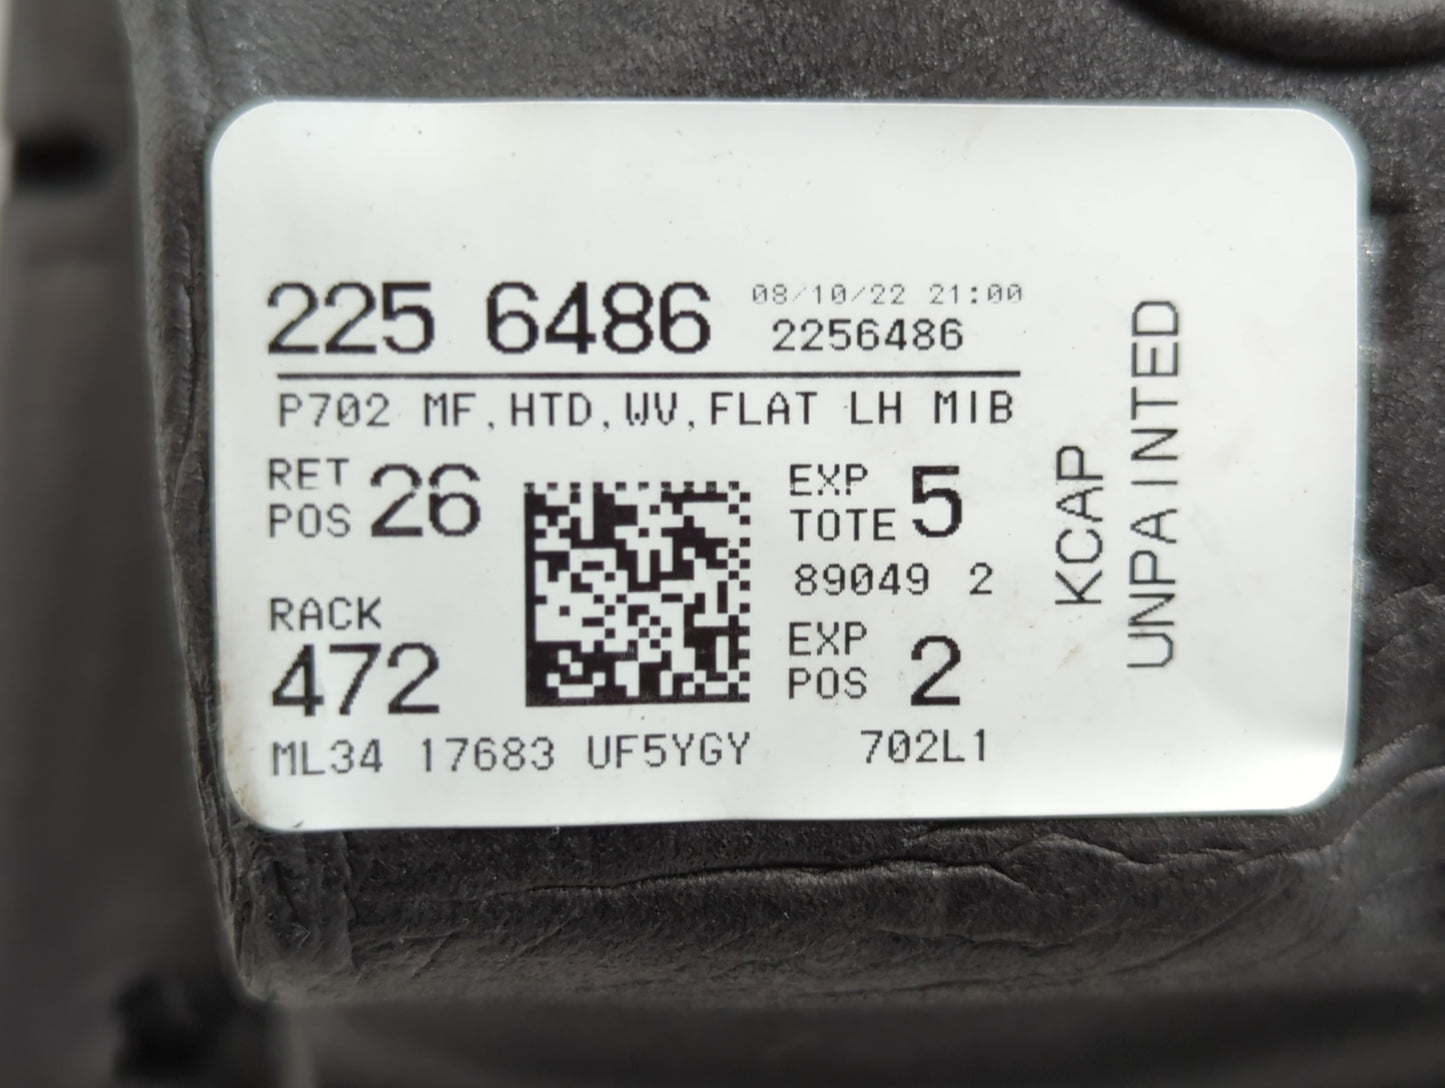 225 6486
08/10/22 21:00
2256486
P702 MF,HTD,WV,FLAT LH MIB
RET POS 26
EXP TOTE 5
89049 2
RACK 472
EXP POS 2
ML34 17683 UF5YGY 702L1
KCAP
UNPAINTED